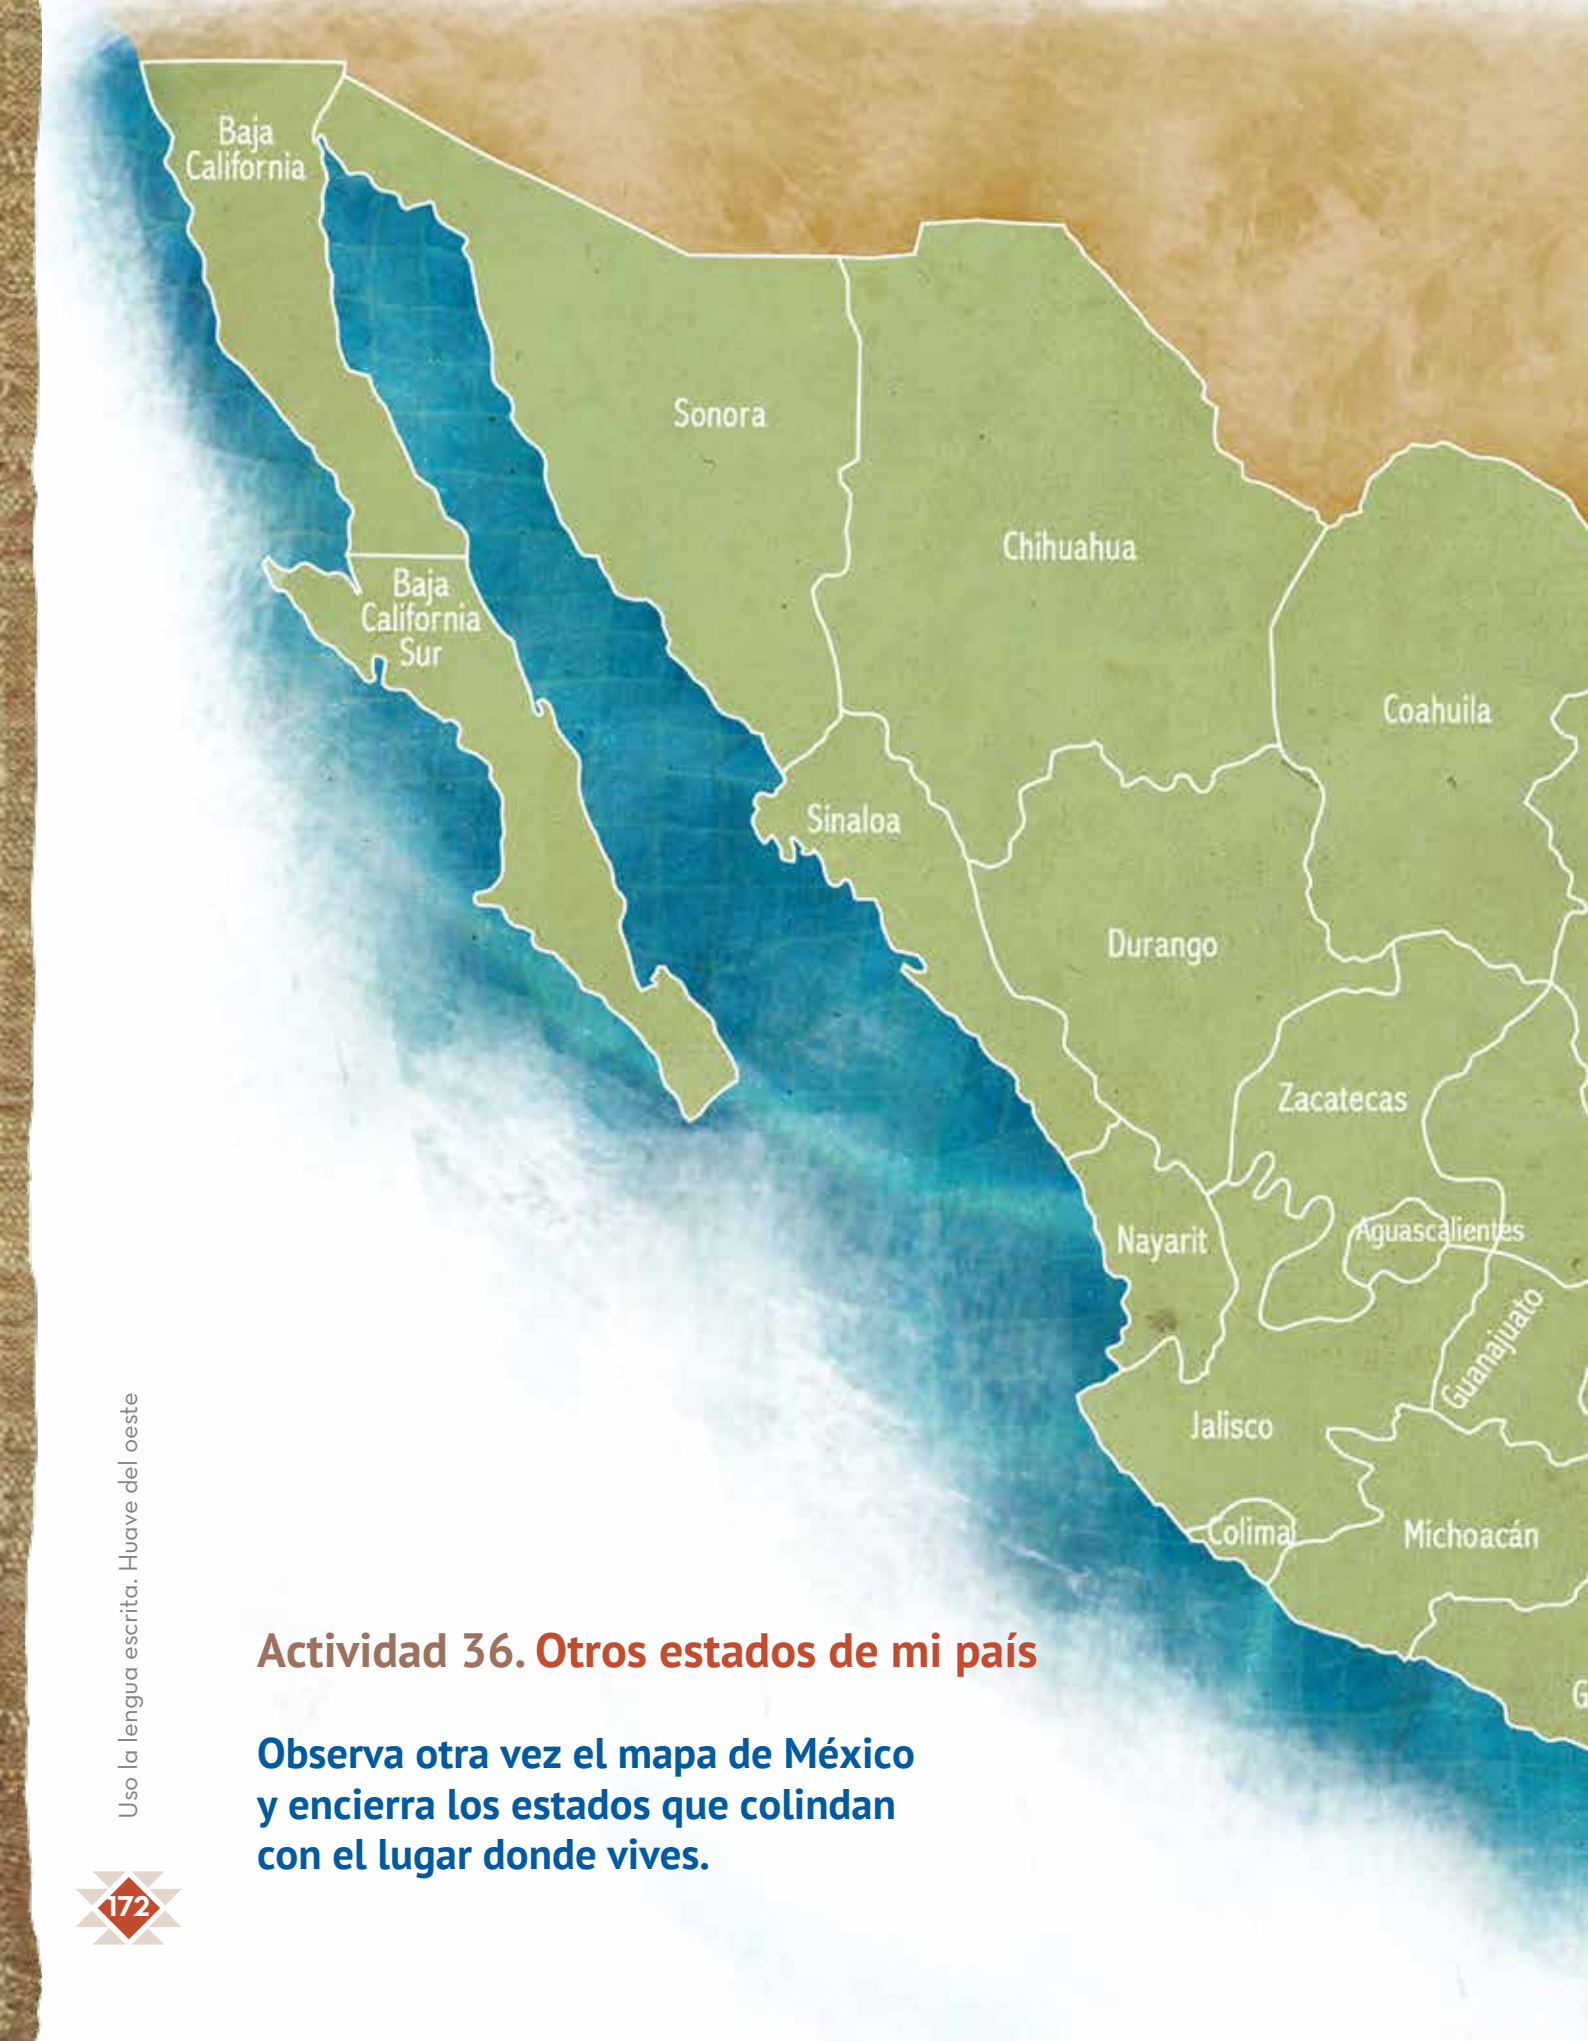 Baja
California
Sonora
Chihuahua
Baja
California
Sur
Coahuila
Sinaloa
Durango
Zacatecas
Nayarit
Aguascalientes
Guanajuato
Jalisco
Colima
Michoacán
G
Actividad 36. Otros estados de mi país
Observa otra vez el mapa de México
y encierra los estados que colindan
con el lugar donde vives.
Uso la lengua escrita. Huave del oeste
172